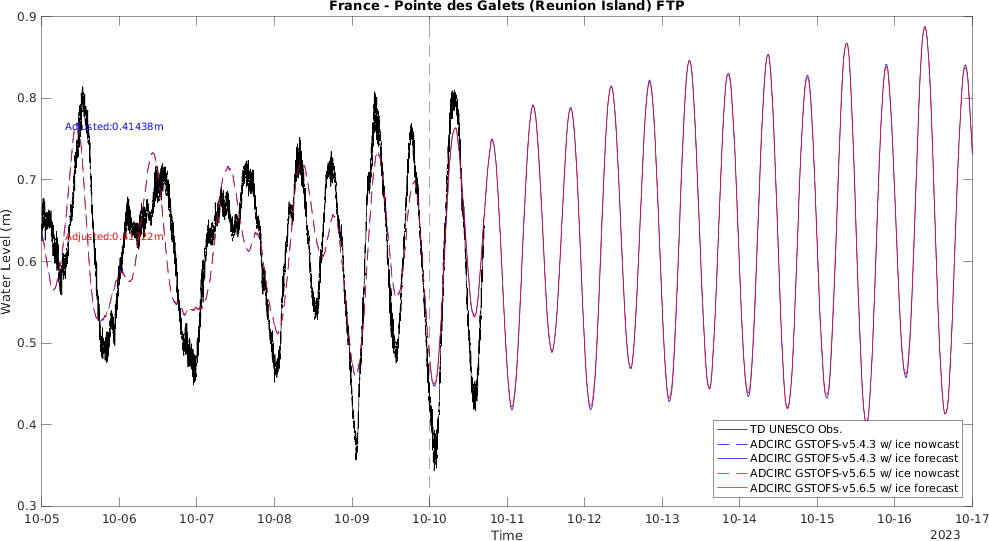 France - Pointe des Galets (Reunion Island) FTP
0.9
0.8
0.7
0.6
0.5
0.4
0.3
Water Level (m)
Adjusted:0.41438m
TD UNESCO Obs.
ADCIRC GSTOFS-v5.4.3 w/ ice nowcast
ADCIRC GSTOFS-v5.4.3 w/ ice forecast
ADCIRC GSTOFS-v5.6.5 w/ ice nowcast
ADCIRC GSTOFS-v5.6.5 w/ ice forecast
10-05 10-06 10-07 10-08 10-09 10-10 10-11 10-12 10-13 10-14 10-15 10-16 10-17
Time
2023